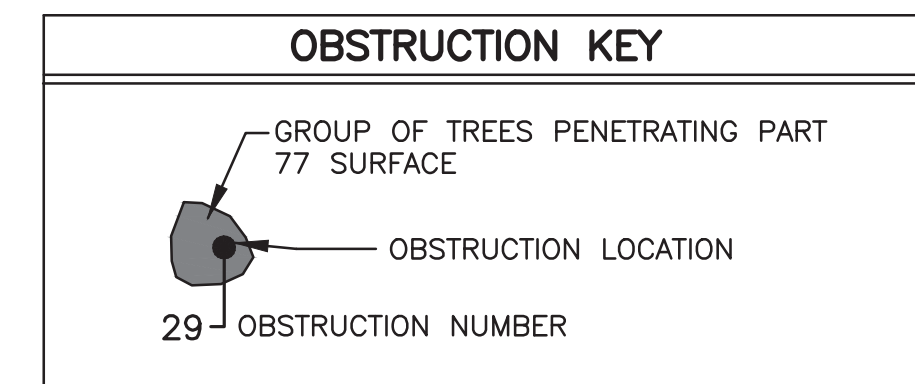 OBSTRUCTION KEY
GROUP OF TREES PENETRATING PART
77 SURFACE
OBSTRUCTION LOCATION
29 OBSTRUCTION NUMBER